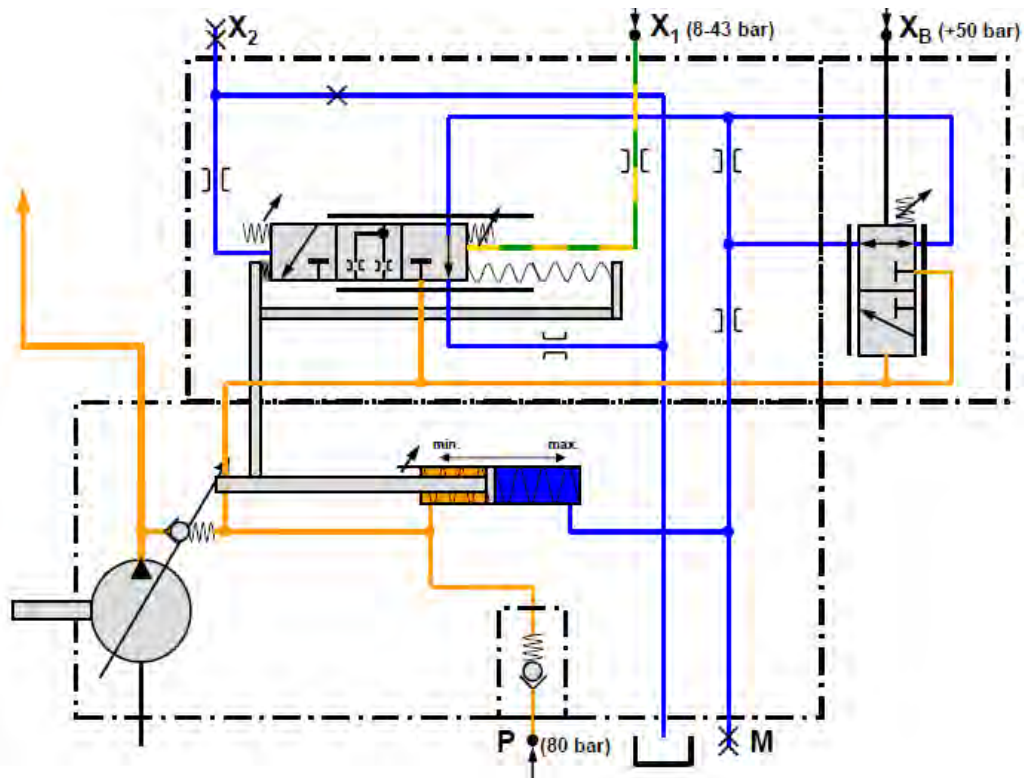 X2
X1 (8-43 bar)
XB (+50 bar)
min.
max.
P (80 bar)
M